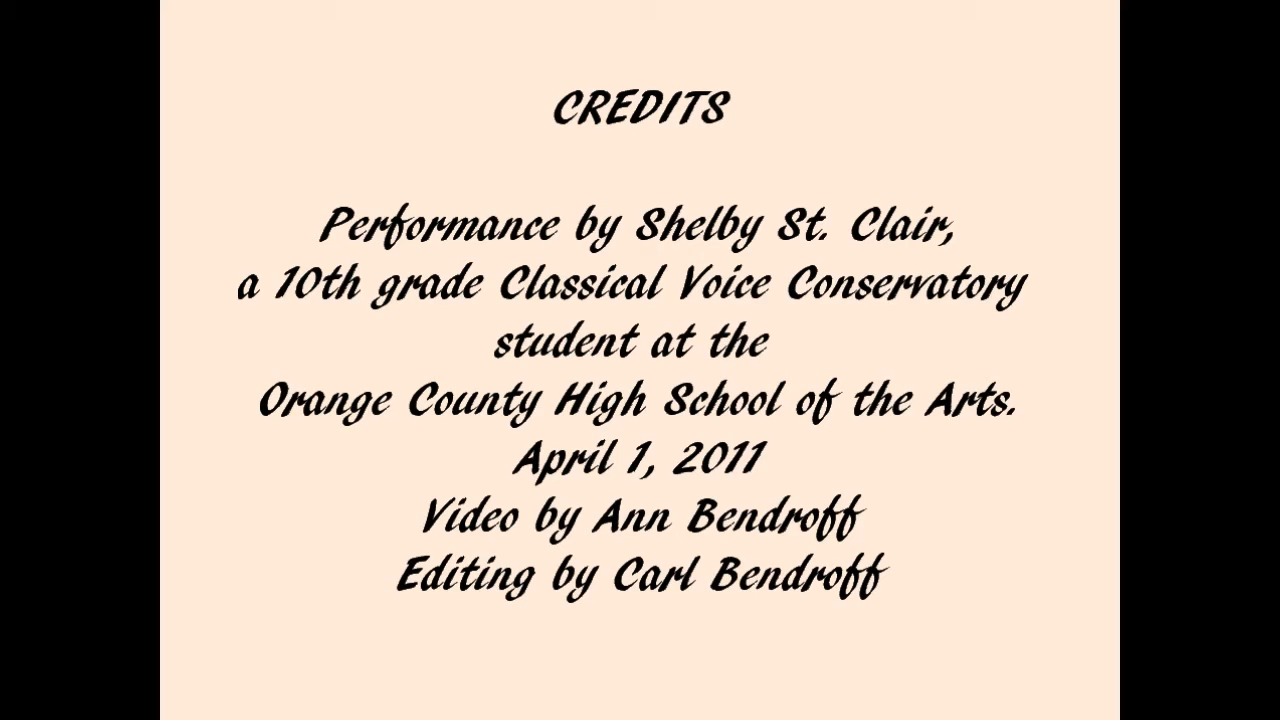 CREDITS
Performance by Shelby St. Clair,
a 10th grade Classical Voice Conservatory
student at the
Orange County High School of the Arts.
April 1, 2011
Video by Ann Bendroff
Editing by Carl Bendroff